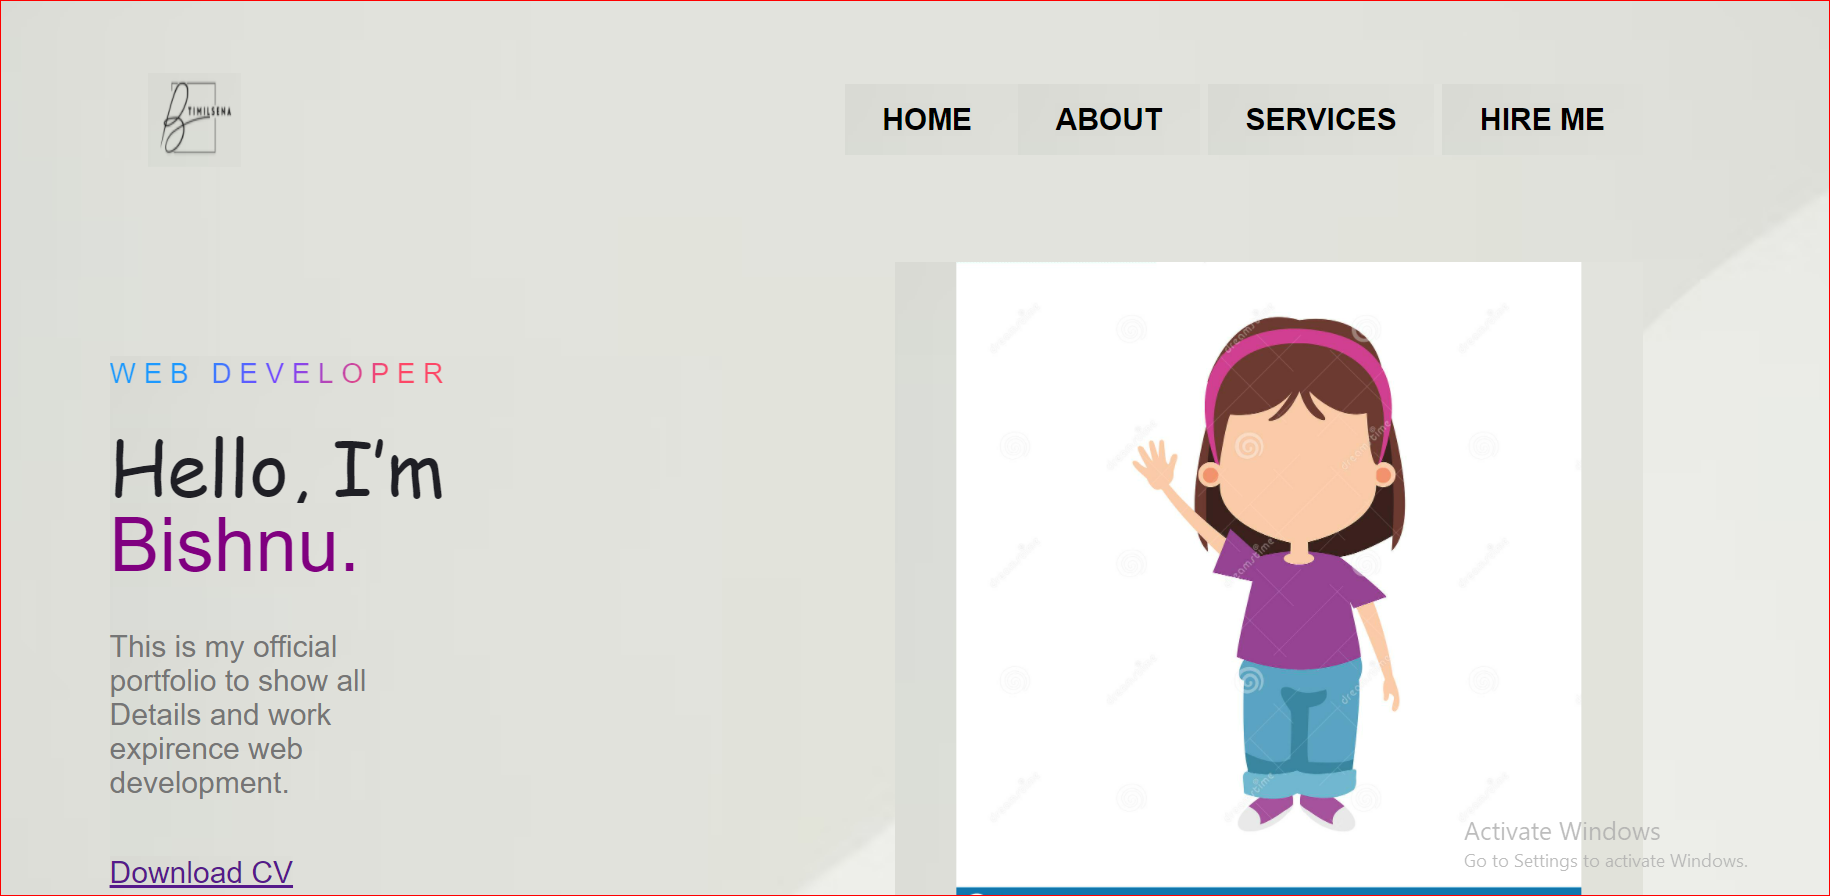 B TIMILSENA
HOME ABOUT SERVICES HIRE ME
WEB DEVELOPER
Hello, I'm
Bishnu.
This is my official
portfolio to show all
Details and work
expirence web
development.
Download CV
dreamstime
Activate Windows
Go to Settings to activate Windows.